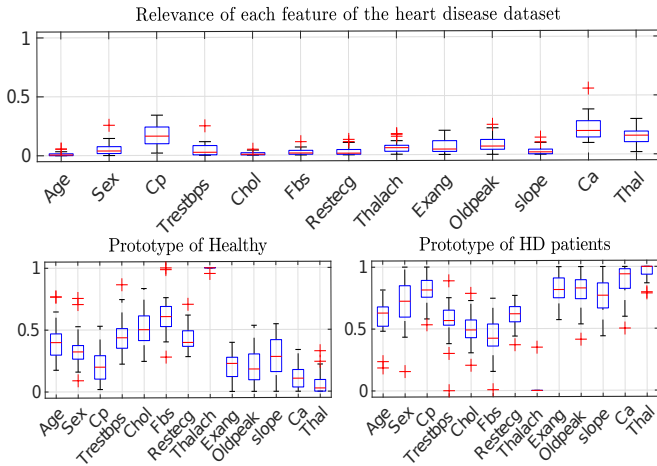 Relevance of each feature of the heart disease dataset
1
0.5
0
Age Sex Cp Trestbps Chol Fbs Restecg Thalach Exang Oldpeak slope Ca Thal
Prototype of Healthy
1
0.5
0
Age Sex Cp Trestbps Chol Fbs Restecg Thalach Exang Oldpeak slope Ca Thal
Prototype of HD patients
1
0.5
0
Age Sex Cp Trestbps Chol Fbs Restecg Thalach Exang Oldpeak slope Ca Thal